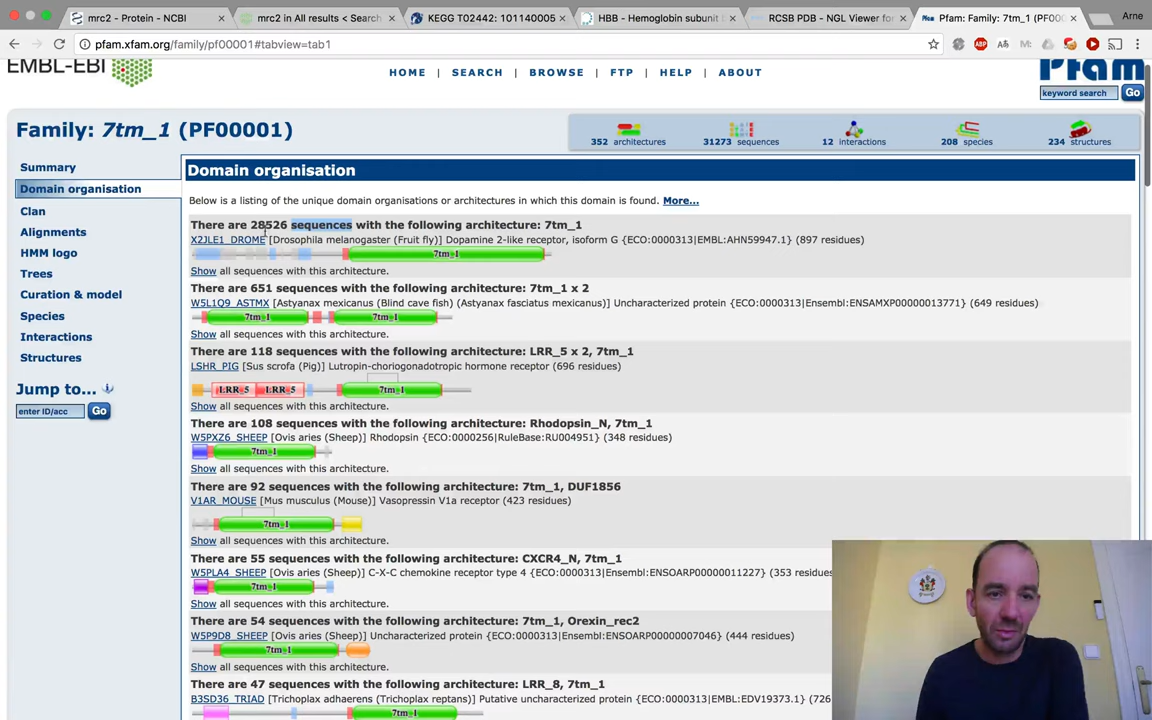 mrc2 - Protein - NCBI
mrc2 in All results < Search
KEGG T02442: 101140005
HBB - Hemoglobin subunit
RCSB PDB - NGL Viewer for
Pfam: Family: 7tm_1 (PF000
Arne
pfam.xfam.org/family/pf00001#tabview=tab1
EMBL-EBI
HOME | SEARCH | BROWSE | FTP | HELP | ABOUT
Pfam
keyword search Go
Family: 7tm_1 (PF00001)
352 architectures
31273 sequences
12 interactions
208 species
234 structures
Summary
Domain organisation
Clan
Alignments
HMM logo
Trees
Curation & model
Species
Interactions
Structures
Jump to...
enter ID/acc Go
Domain organisation
Below is a listing of the unique domain organisations or architectures in which this domain is found. More...
There are 28526 sequences with the following architecture: 7tm_1
X2JLE1_DROME [Drosophila melanogaster (Fruit fly)] Dopamine 2-like receptor, isoform G {ECO:0000313|EMBL:AHN59947.1} (897 residues)
7tm_1
Show all sequences with this architecture.
There are 651 sequences with the following architecture: 7tm_1 x 2
W5L1Q9_ASTMX [Astyanax mexicanus (Blind cave fish) (Astyanax fasciatus mexicanus)] Uncharacterized protein {ECO:0000313|Ensembl:ENSAMXP00000013771} (649 residues)
7tm_1 7tm_1
Show all sequences with this architecture.
There are 118 sequences with the following architecture: LRR_5 x 2, 7tm_1
LSHR_PIG [Sus scrofa (Pig)] Lutropin-choriogonadotropic hormone receptor (696 residues)
LRR_5 LRR_5 7tm_1
Show all sequences with this architecture.
There are 108 sequences with the following architecture: Rhodopsin_N, 7tm_1
W5PXZ6_SHEEP [Ovis aries (Sheep)] Rhodopsin {ECO:0000256|RuleBase:RU004951} (348 residues)
7tm_1
Show all sequences with this architecture.
There are 92 sequences with the following architecture: 7tm_1, DUF1856
V1AR_MOUSE [Mus musculus (Mouse)] Vasopressin V1a receptor (423 residues)
7tm_1
Show all sequences with this architecture.
There are 55 sequences with the following architecture: CXCR4_N, 7tm_1
W5PLA4_SHEEP [Ovis aries (Sheep)] C-X-C chemokine receptor type 4 {ECO:0000313|Ensembl:ENSOARP00000011227} (353 residues
7tm_1
Show all sequences with this architecture.
There are 54 sequences with the following architecture: 7tm_1, Orexin_rec2
W5P9D8_SHEEP [Ovis aries (Sheep)] Uncharacterized protein {ECO:0000313|Ensembl:ENSOARP00000007046} (444 residues)
7tm_1
Show all sequences with this architecture.
There are 47 sequences with the following architecture: LRR_8, 7tm_1
B3SD36_TRIAD [Trichoplax adhaerens (Trichoplax reptans)] Putative uncharacterized protein {ECO:0000313|EMBL:EDV19373.1} (726
7tm_1